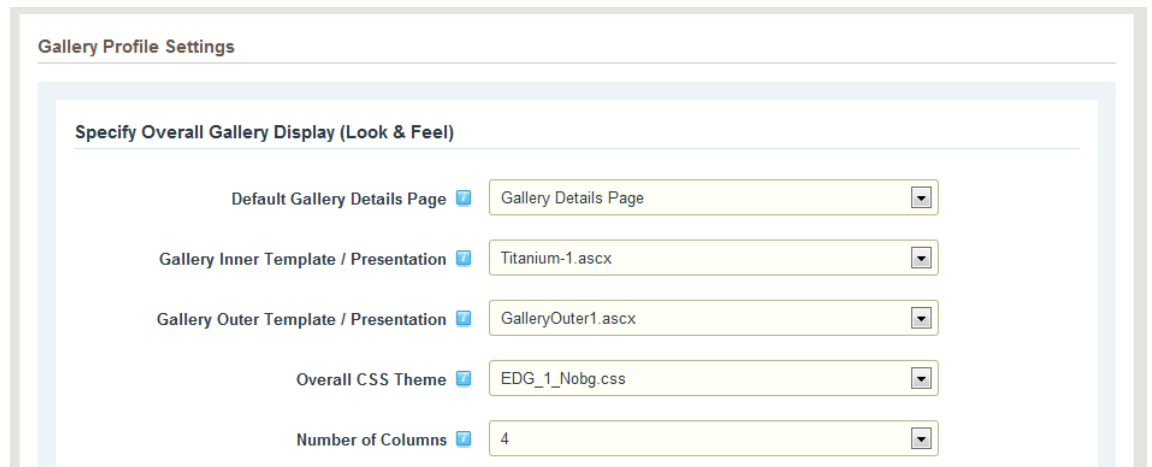 Gallery Profile Settings
Specify Overall Gallery Display (Look & Feel)
Default Gallery Details Page Gallery Details Page
Gallery Inner Template / Presentation Titanium-1.ascx
Gallery Outer Template / Presentation GalleryOuter1.ascx
Overall CSS Theme EDG_1_Nobg.css
Number of Columns 4